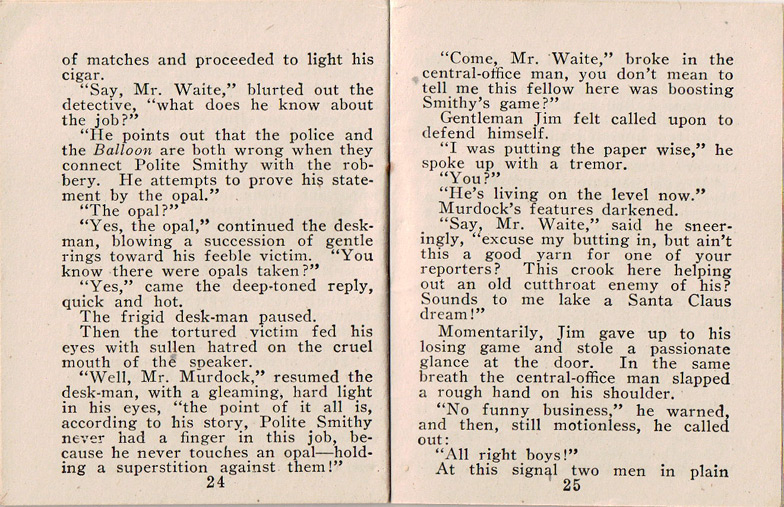 of matches and proceeded to light his
cigar.
“Say, Mr. Waite,” blurted out the
detective, “what does he know about
the job?”
“He points out that the police and
the Balloon are both wrong when they
connect Polite Smithy with the rob-
bery. He attempts to prove his state-
ment by the opal.”
“The opal?”
“Yes, the opal,” continued the desk-
man, blowing a succession of gentle
rings toward his feeble victim. “You
know there were opals taken?”
“Yes,” came the deep-toned reply,
quick and hot.
The frigid desk-man paused.
Then the tortured victim fed his
eyes with sullen hatred on the cruel
mouth of the speaker.
“Well, Mr. Murdock,” resumed the
desk-man, with a gleaming, hard light
in his eyes, “the point of it all is,
according to his story, Polite Smithy
never had a finger in this job, be-
cause he never touches an opal—hold-
ing a superstition against them!”
24
“Come, Mr. Waite,” broke in the
central-office man, you don’t mean to
tell me this fellow here was boosting
Smithy’s game?”
Gentleman Jim felt called upon to
defend himself.
“I was putting the paper wise,” he
spoke up with a tremor.
“You?”
“He’s living on the level now.”
Murdock’s features darkened.
“Say, Mr. Waite,” said he sneer-
ingly, “excuse my butting in, but ain’t
this a good yarn for one of your
reporters? This crook here helping
out an old cutthroat enemy of his?
Sounds to me lake a Santa Claus
dream!”
Momentarily, Jim gave up to his
losing game and stole a passionate
glance at the door. In the same
breath the central-office man slapped
a rough hand on his shoulder.
“No funny business,” he warned,
and then, still motionless, he called
out:
“All right boys!”
At this signal two men in plain
25